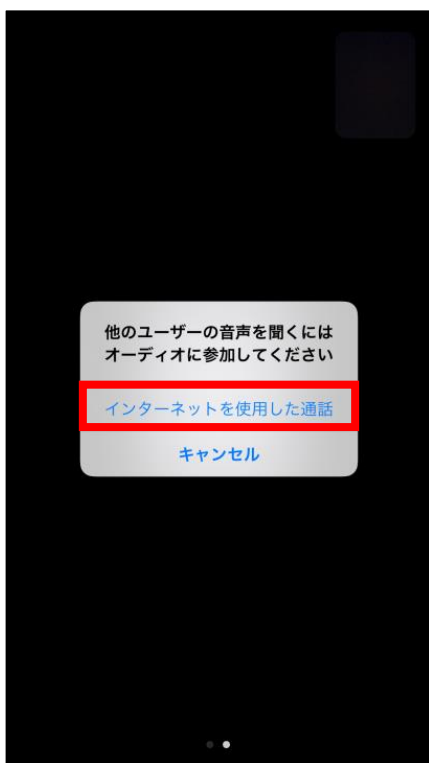 他のユーザーの音声を聞くには
オーディオに参加してください
インターネットを使用した通話
キャンセル